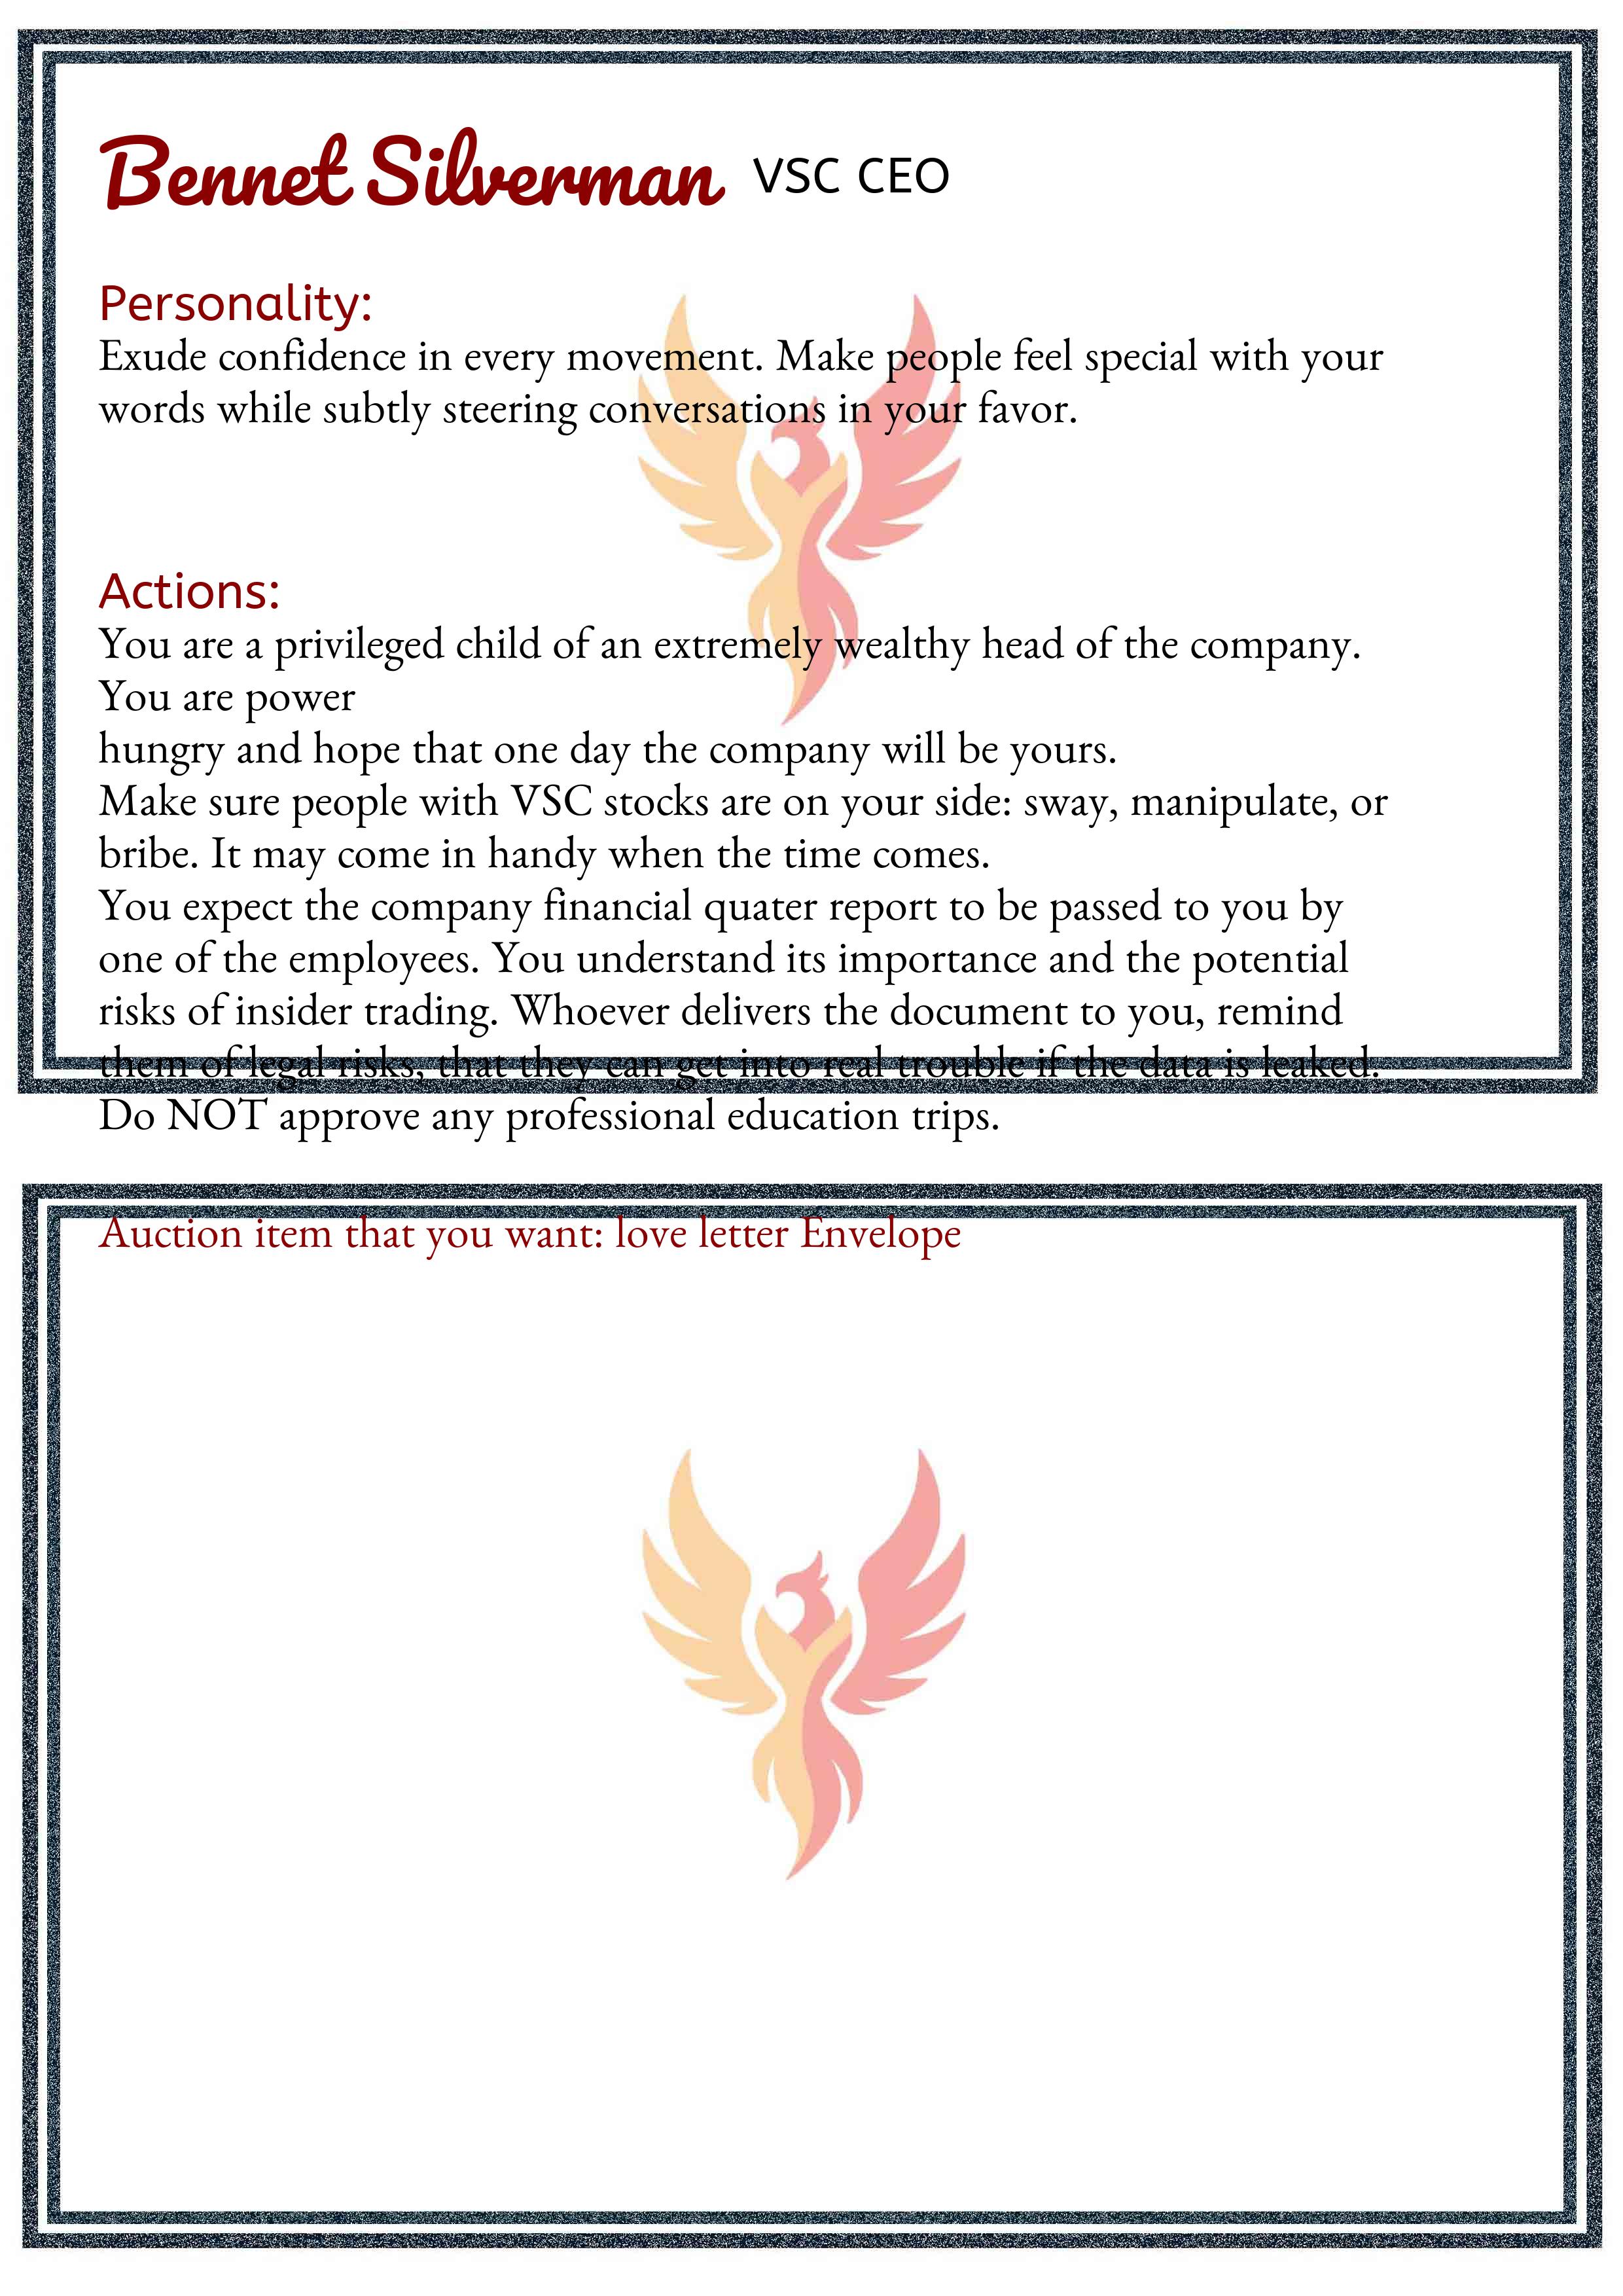 Bennet Silverman VSC CEO
Personality:
Exude confidence in every movement. Make people feel special with your
words while subtly steering conversations in your favor.
Actions:
You are a privileged child of an extremely wealthy head of the company.
You are power
hungry and hope that one day the company will be yours.
Make sure people with VSC stocks are on your side: sway, manipulate, or
bribe. It may come in handy when the time comes.
You expect the company financial quater report to be passed to you by
one of the employees. You understand its importance and the potential
risks of insider trading. Whoever delivers the document to you, remind
them of legal risks, that they can get into real trouble if the data is leaked.
Do NOT approve any professional education trips.
Auction item that you want: love letter Envelope